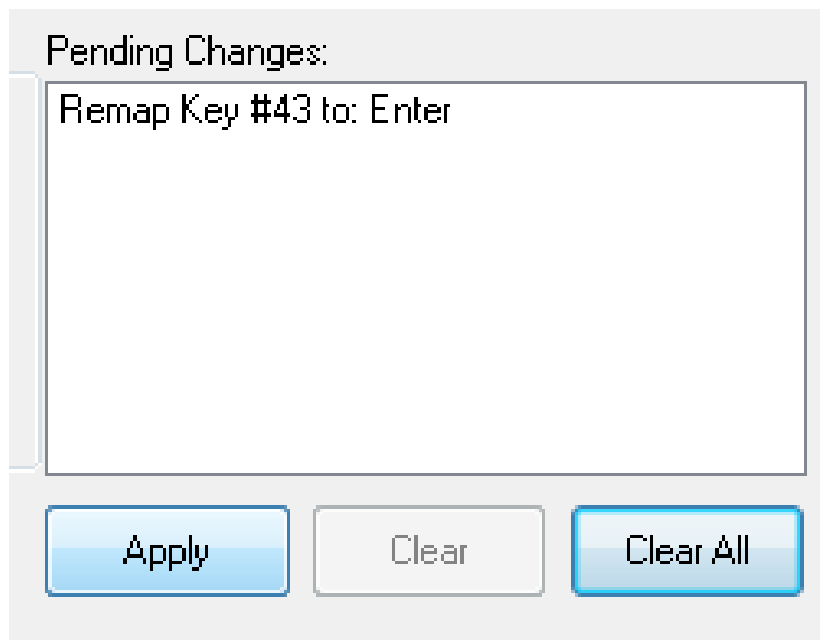 Pending Changes:
Remap Key #43 to: Enter
Apply
Clear
Clear All